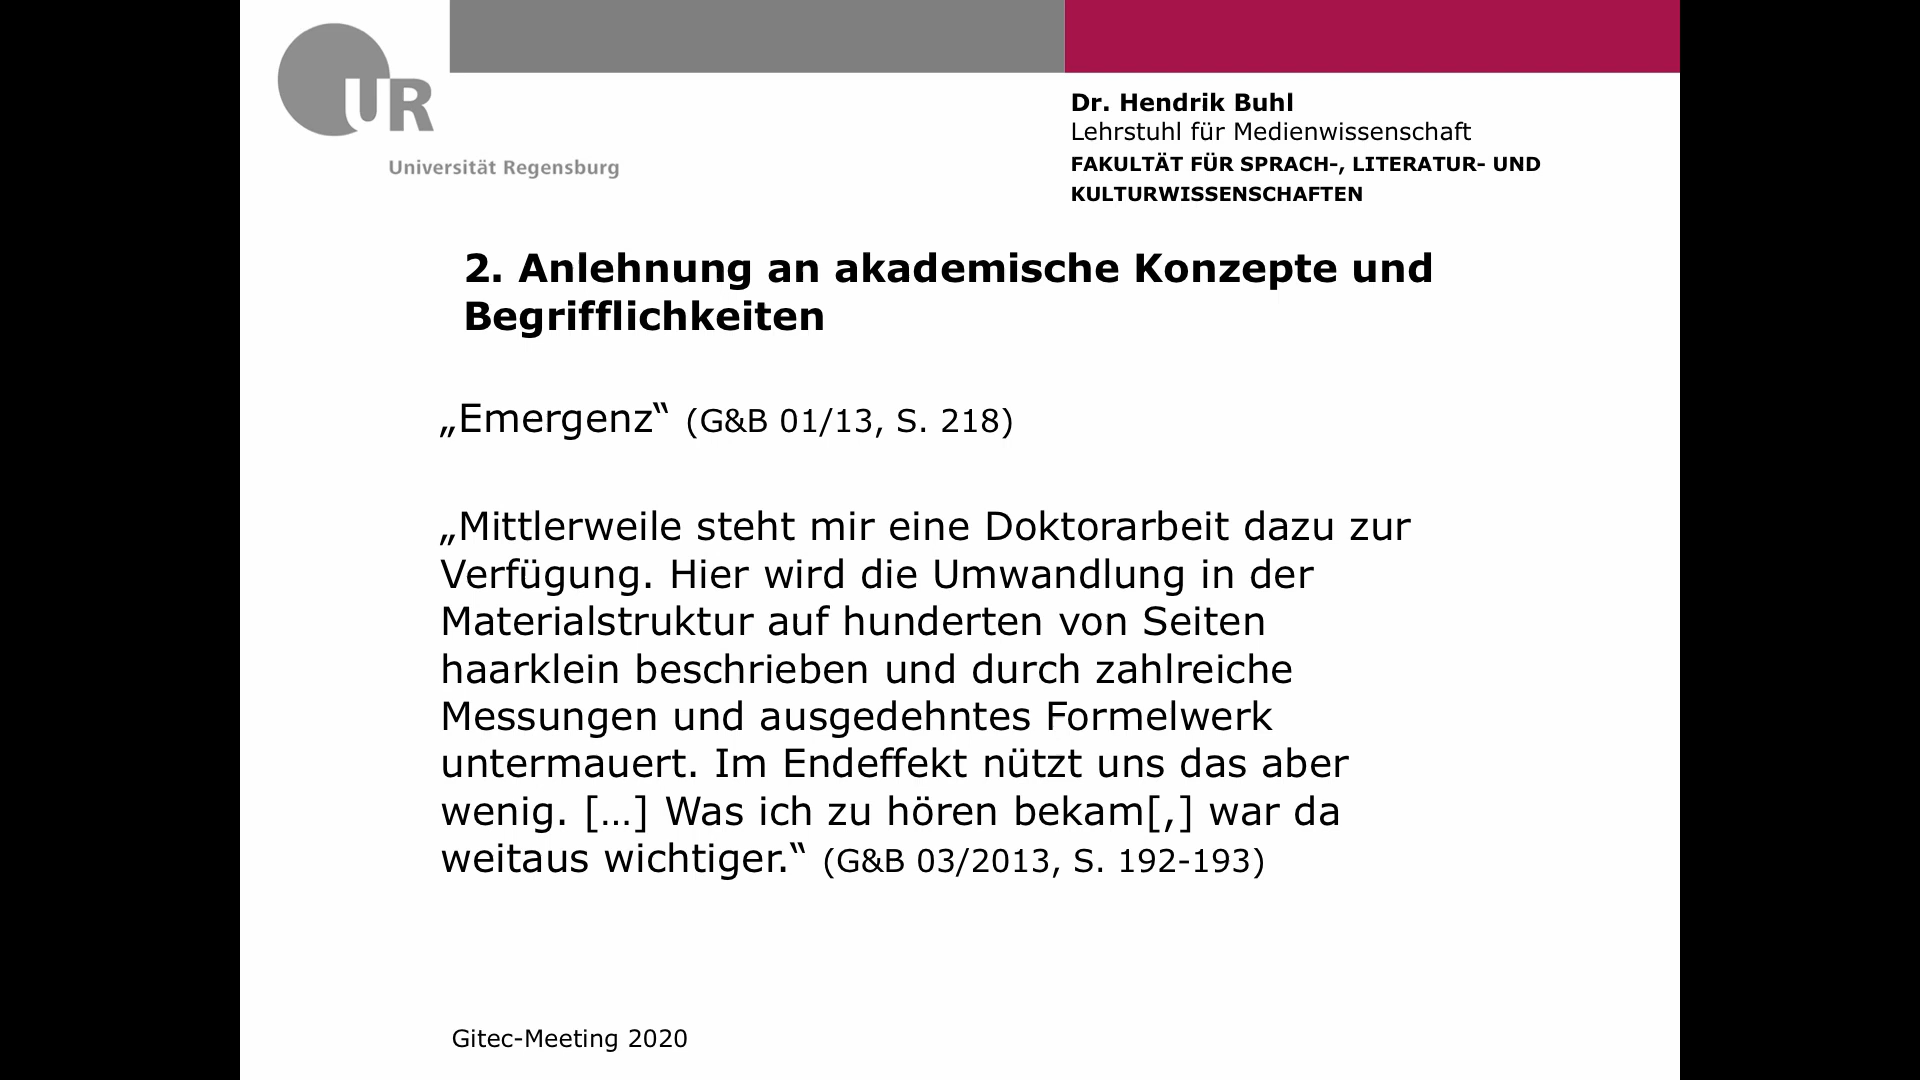 UR
Universität Regensburg
Dr. Hendrik Buhl
Lehrstuhl für Medienwissenschaft
FAKULTÄT FÜR SPRACH-, LITERATUR- UND
KULTURWISSENSCHAFTEN
2. Anlehnung an akademische Konzepte und
Begrifflichkeiten
„Emergenz“ (G&B 01/13, S. 218)
„Mittlerweile steht mir eine Doktorarbeit dazu zur
Verfügung. Hier wird die Umwandlung in der
Materialstruktur auf hunderten von Seiten
haarklein beschrieben und durch zahlreiche
Messungen und ausgedehntes Formelwerk
untermauert. Im Endeffekt nützt uns das aber
wenig. […] Was ich zu hören bekam[,] war da
weitaus wichtiger.“ (G&B 03/2013, S. 192-193)
Gitec-Meeting 2020